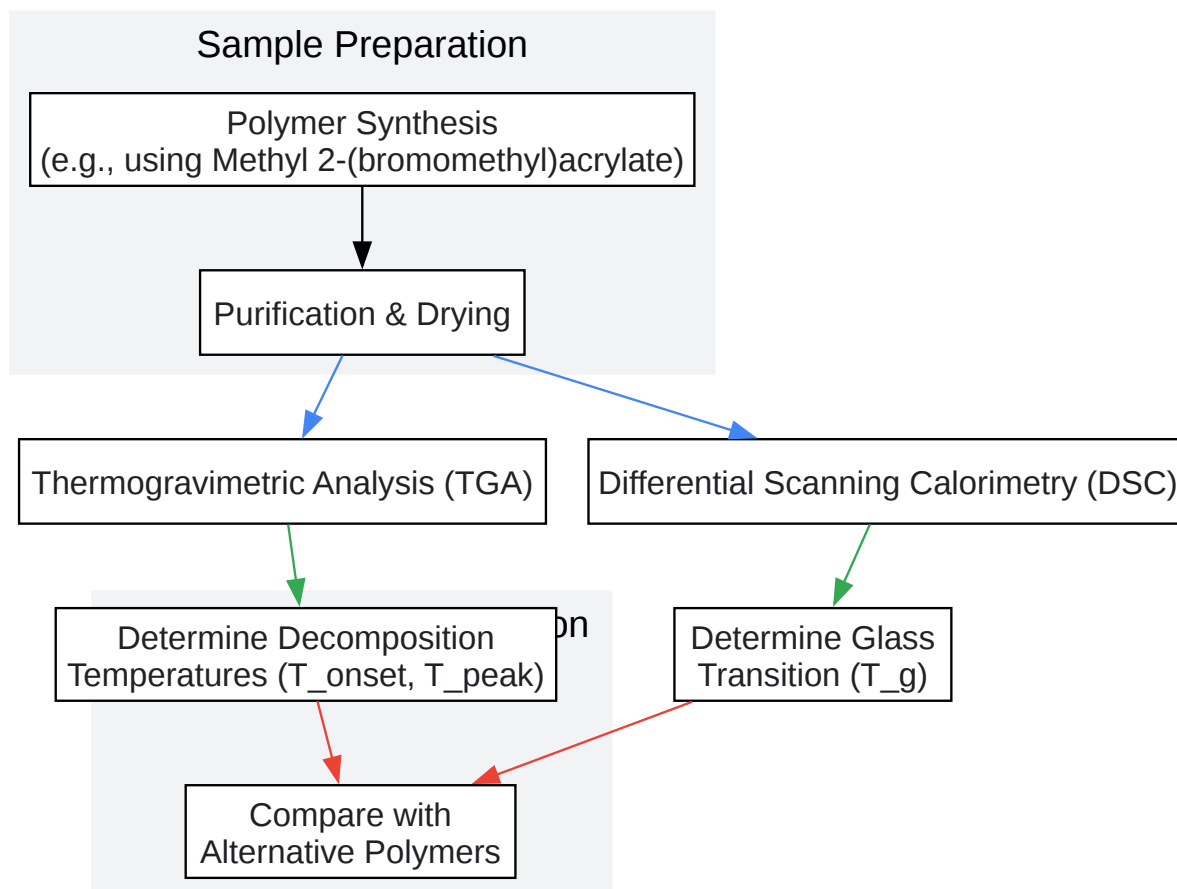 Sample Preparation
Polymer Synthesis
(e.g., using Methyl 2-(bromomethyl)acrylate)
Purification & Drying
Thermogravimetric Analysis (TGA)
Differential Scanning Calorimetry (DSC)
Determine Decomposition
Temperatures (T_onset, T_peak)
Determine Glass
Transition (T_g)
Compare with
Alternative Polymers